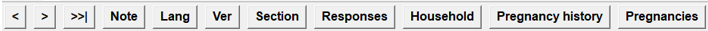 < > >>| Note Lang Ver Section Responses Household Pregnancy history Pregnancies